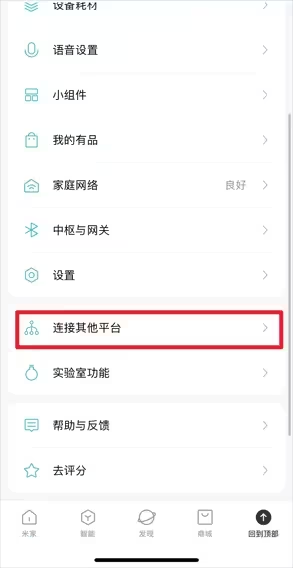 设备耗材
语音设置
小组件
我的有品
家庭网络 良好
中枢与网关
设置
连接其他平台
实验室功能
帮助与反馈
去评分
米家 智能 发现 商城 回到顶部